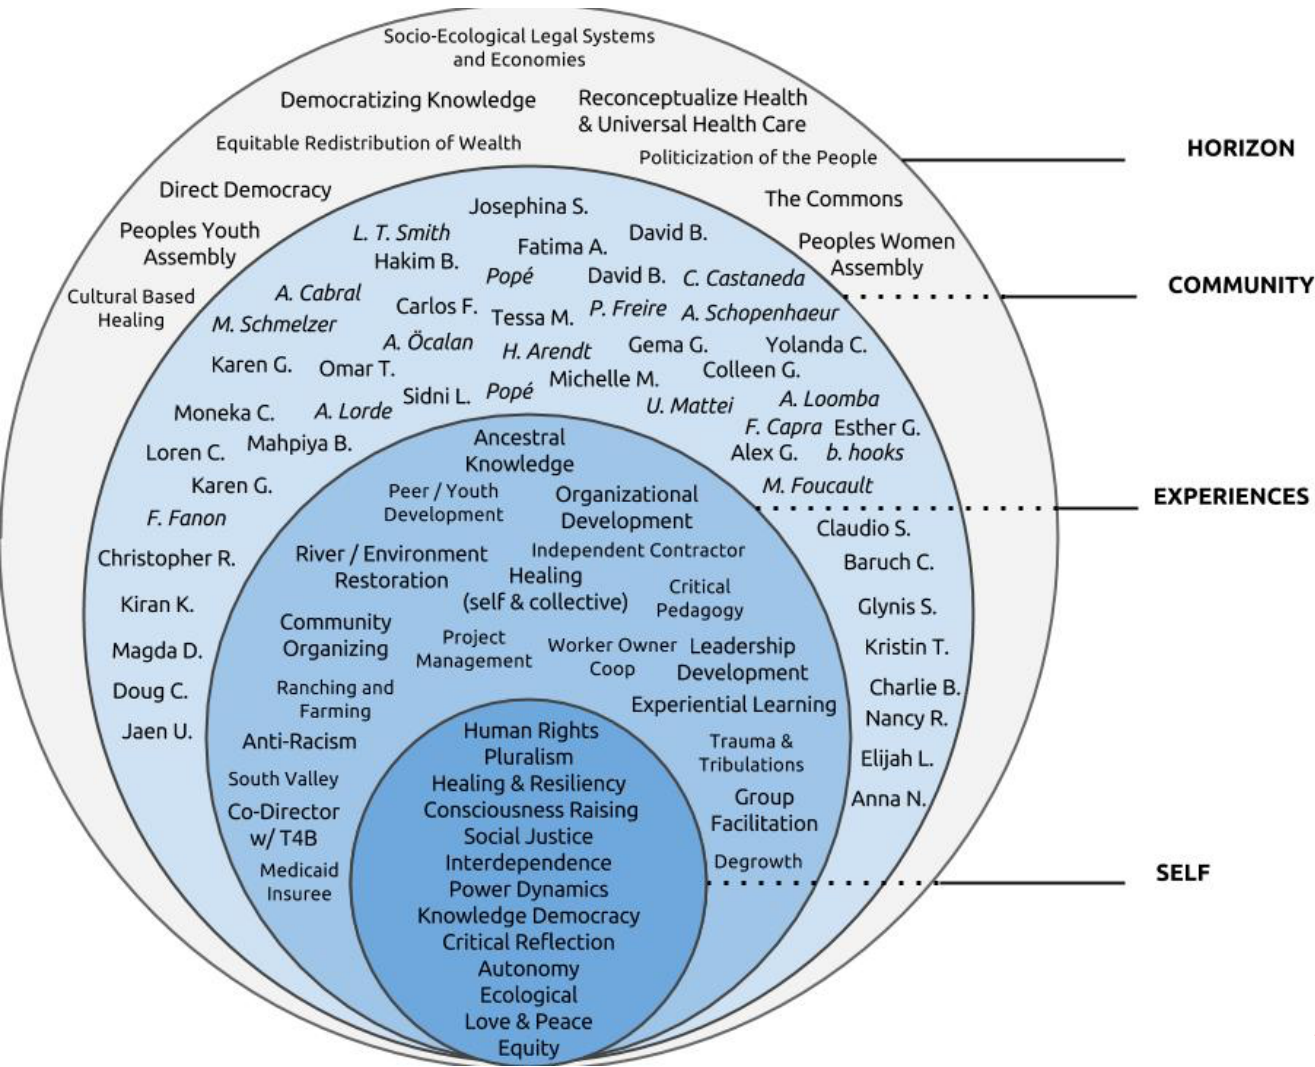 Socio-Ecological Legal Systems
and Economies
Democratizing Knowledge
Reconceptualize Health
& Universal Health Care
Equitable Redistribution of Wealth
Politicization of the People
HORIZON
Direct Democracy
The Commons
Peoples Youth
Assembly
Peoples Women
Assembly
Cultural Based
Healing
COMMUNITY
Josephina S.
L. T. Smith
David B.
Fatima A.
Hakim B.
Popé
David B.
C. Castaneda
A. Cabral
Carlos F.
P. Freire
A. Schopenhaeur
M. Schmelzer
Tessa M.
A. Öcalan
H. Arendt
Gema G.
Yolanda C.
Karen G.
Omar T.
Michelle M.
Colleen G.
Sidni L.
Popé
U. Mattei
A. Loomba
Moneka C.
A. Lorde
F. Capra
Esther G.
Loren C.
Mahpiya B.
Alex G.
b. hooks
Karen G.
M. Foucault
F. Fanon
Claudio S.
Christopher R.
Baruch C.
Kiran K.
Glynis S.
Magda D.
Kristin T.
Doug C.
Charlie B.
Jaen U.
Nancy R.
Elijah L.
Anna N.
EXPERIENCES
Ancestral
Knowledge
Peer / Youth
Development
Organizational
Development
River / Environment
Restoration
Independent Contractor
Healing
(self & collective)
Critical
Pedagogy
Community
Organizing
Project
Management
Worker Owner
Coop
Leadership
Development
Ranching and
Farming
Experiential Learning
Anti-Racism
Trauma &
Tribulations
South Valley
Group
Facilitation
Co-Director
w/ T4B
Medicaid
Insuree
Degrowth
SELF
Human Rights
Pluralism
Healing & Resiliency
Consciousness Raising
Social Justice
Interdependence
Power Dynamics
Knowledge Democracy
Critical Reflection
Autonomy
Ecological
Love & Peace
Equity